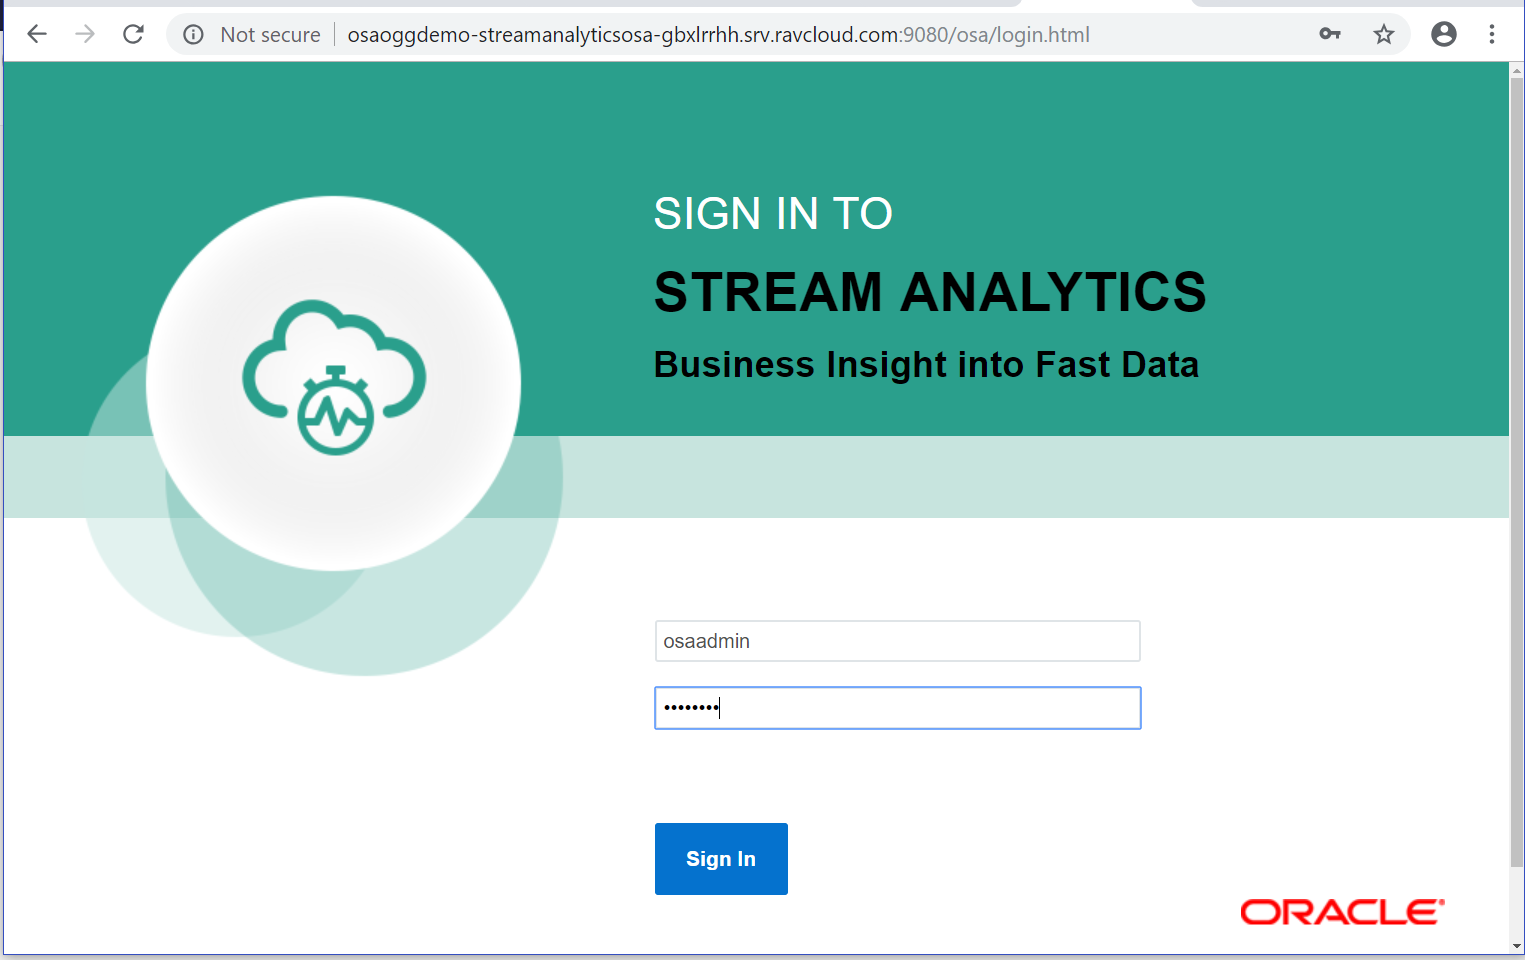 Not secure
osaoggdemo-streamanalyticsosa-gbxlrrhh.srv.ravcloud.com:9080/osa/login.html
SIGN IN TO
STREAM ANALYTICS
Business Insight into Fast Data
osaadmin
••••••••
Sign In
ORACLE